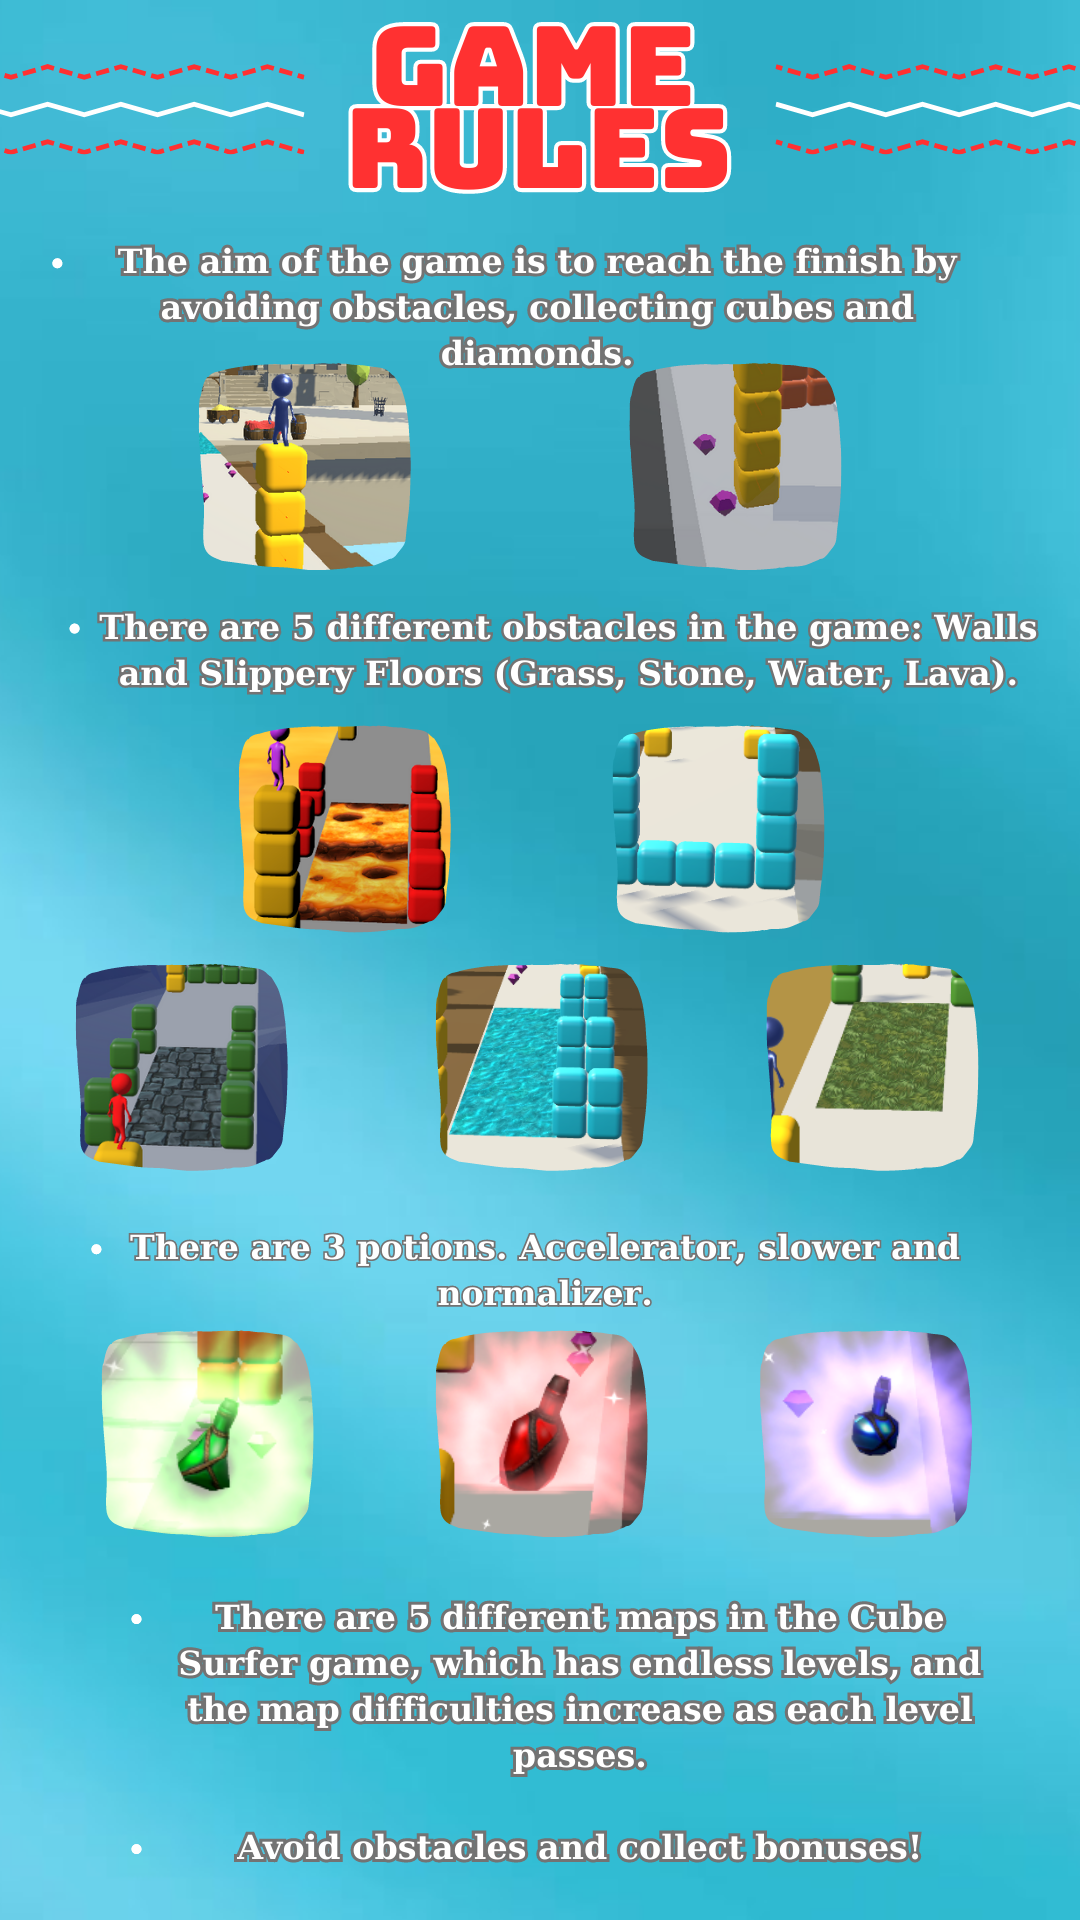 GAME
RULES
• The aim of the game is to reach the finish by
avoiding obstacles, collecting cubes and
diamonds.
• There are 5 different obstacles in the game: Walls
and Slippery Floors (Grass, Stone, Water, Lava).
• There are 3 potions. Accelerator, slower and
normalizer.
• There are 5 different maps in the Cube
Surfer game, which has endless levels, and
the map difficulties increase as each level
passes.
• Avoid obstacles and collect bonuses!